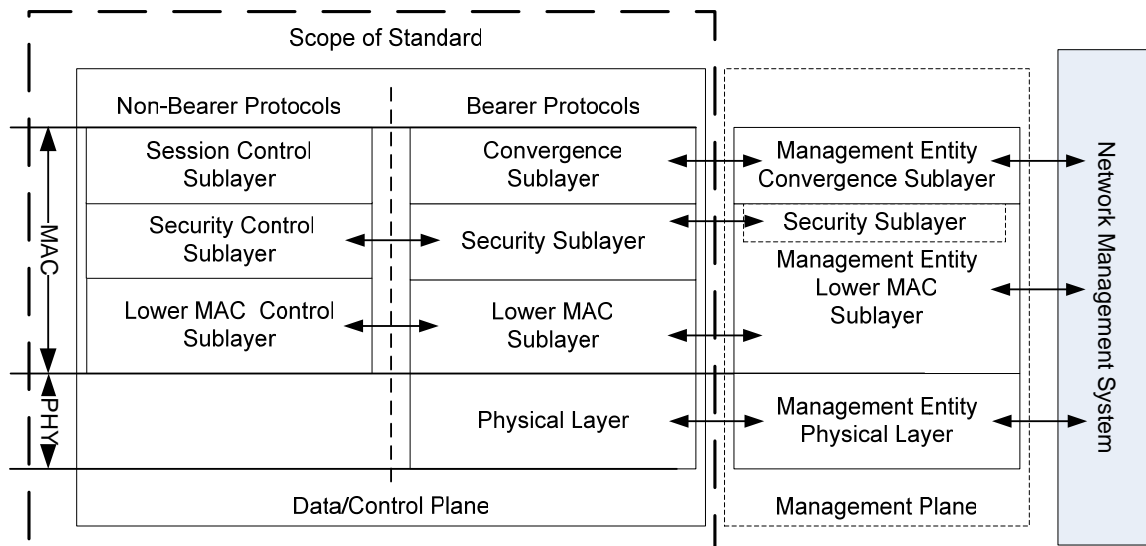 Scope of Standard
Non-Bearer Protocols
Bearer Protocols
Session Control
Sublayer
Convergence
Sublayer
Management Entity
Convergence Sublayer
Security Control
Sublayer
Security Sublayer
Security Sublayer
Management Entity
Lower MAC
Sublayer
Lower MAC Control
Sublayer
Lower MAC
Sublayer
Physical Layer
Management Entity
Physical Layer
Data/Control Plane
Management Plane
MAC
PHY
Network Management System